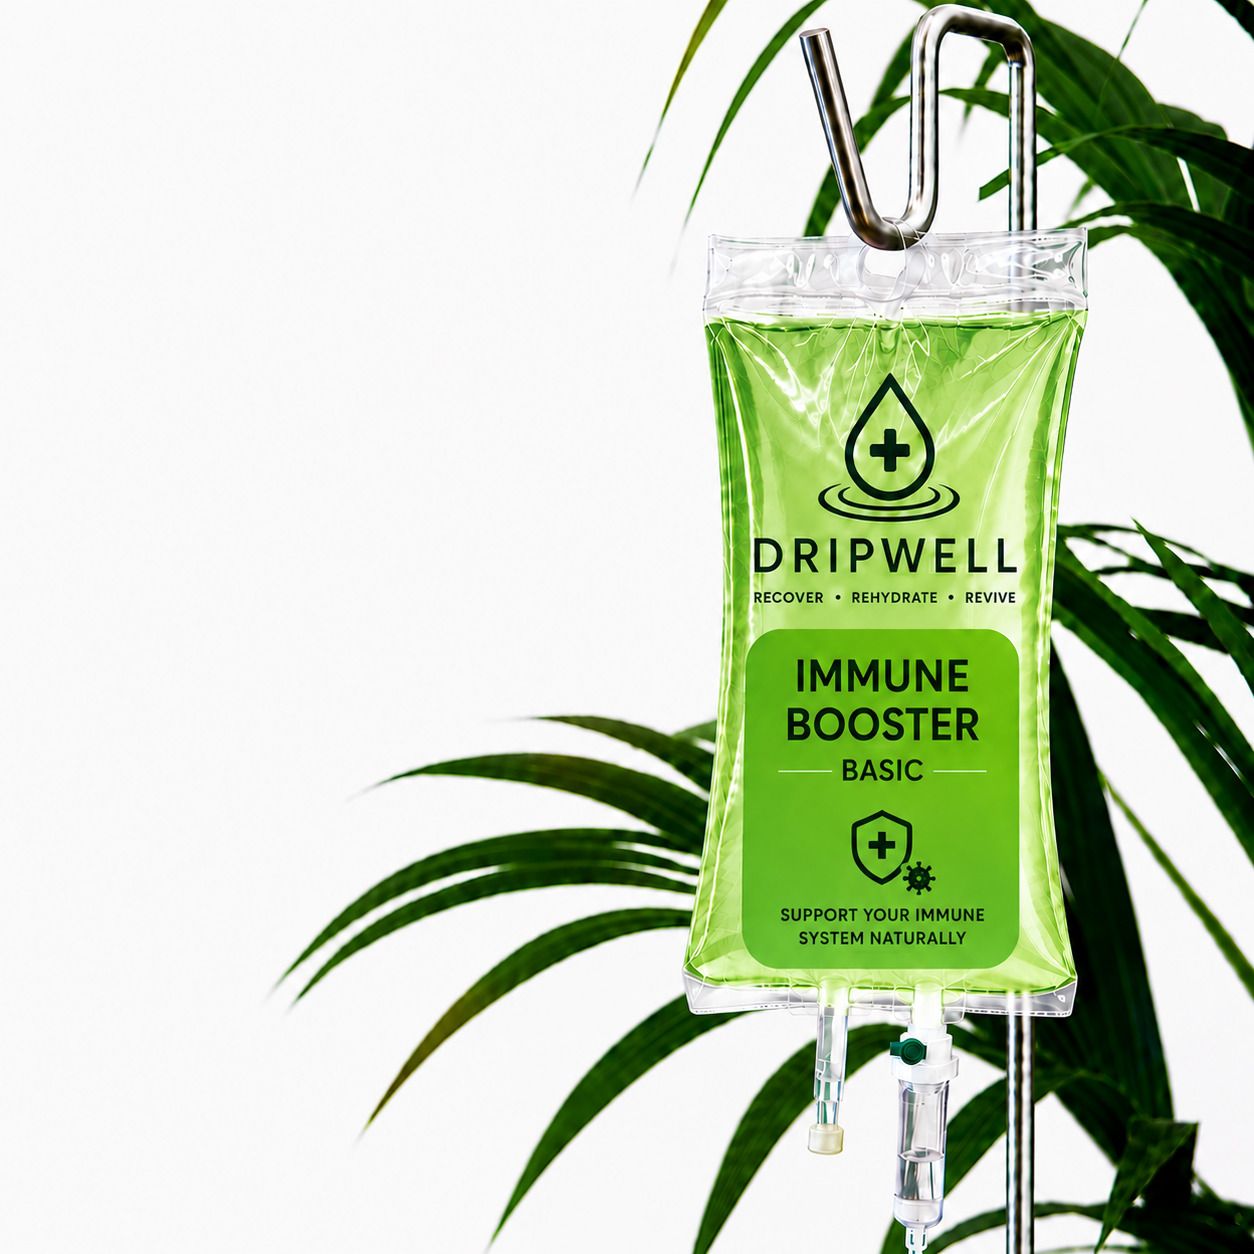 DRIPWELL
RECOVER • REHYDRATE • REVIVE
IMMUNE
BOOSTER
BASIC
SUPPORT YOUR IMMUNE
SYSTEM NATURALLY